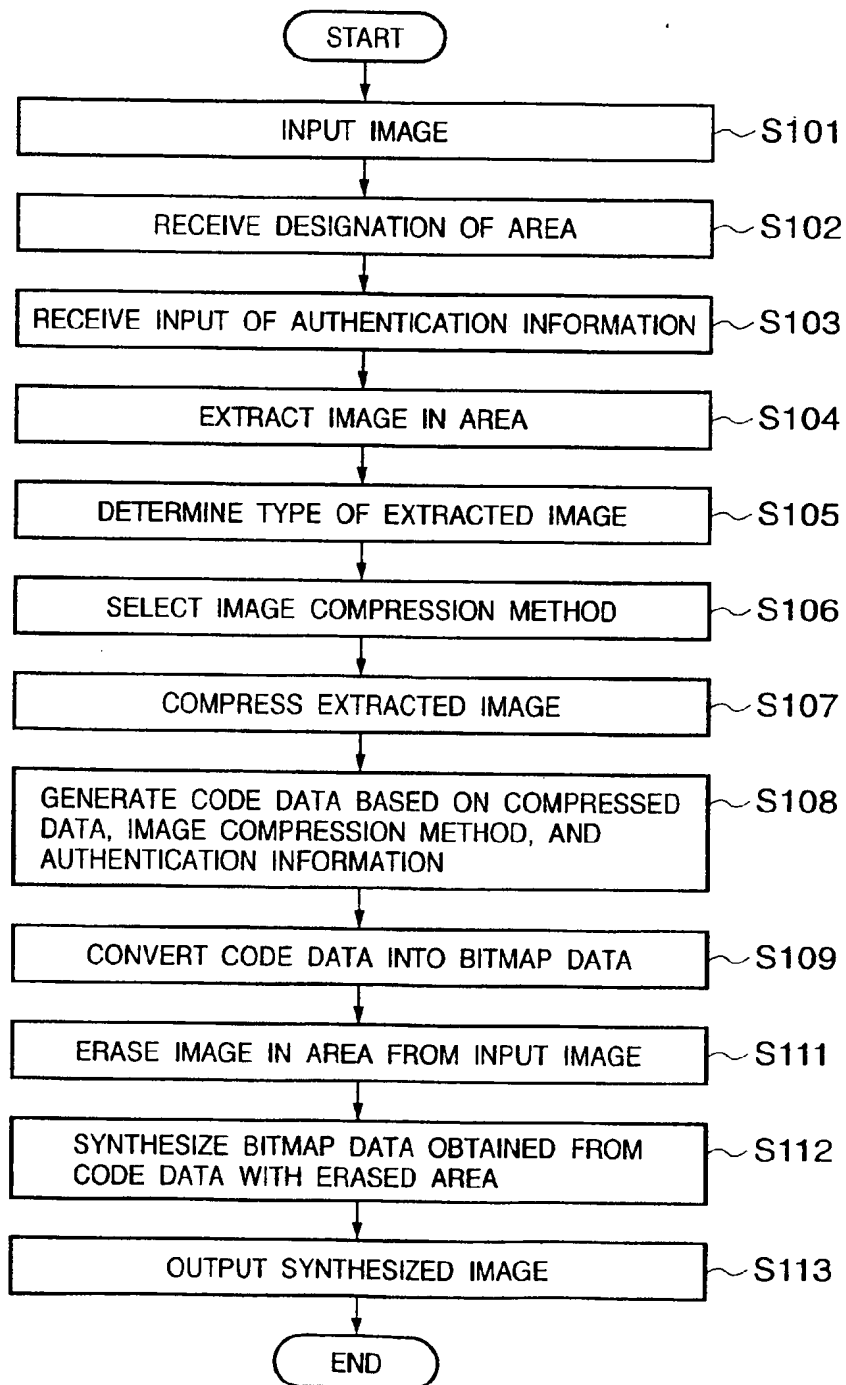 START
INPUT IMAGE
S101
RECEIVE DESIGNATION OF AREA
S102
RECEIVE INPUT OF AUTHENTICATION INFORMATION
S103
EXTRACT IMAGE IN AREA
S104
DETERMINE TYPE OF EXTRACTED IMAGE
S105
SELECT IMAGE COMPRESSION METHOD
S106
COMPRESS EXTRACTED IMAGE
S107
GENERATE CODE DATA BASED ON COMPRESSED
DATA, IMAGE COMPRESSION METHOD, AND
AUTHENTICATION INFORMATION
S108
CONVERT CODE DATA INTO BITMAP DATA
S109
ERASE IMAGE IN AREA FROM INPUT IMAGE
S111
SYNTHESIZE BITMAP DATA OBTAINED FROM
CODE DATA WITH ERASED AREA
S112
OUTPUT SYNTHESIZED IMAGE
S113
END